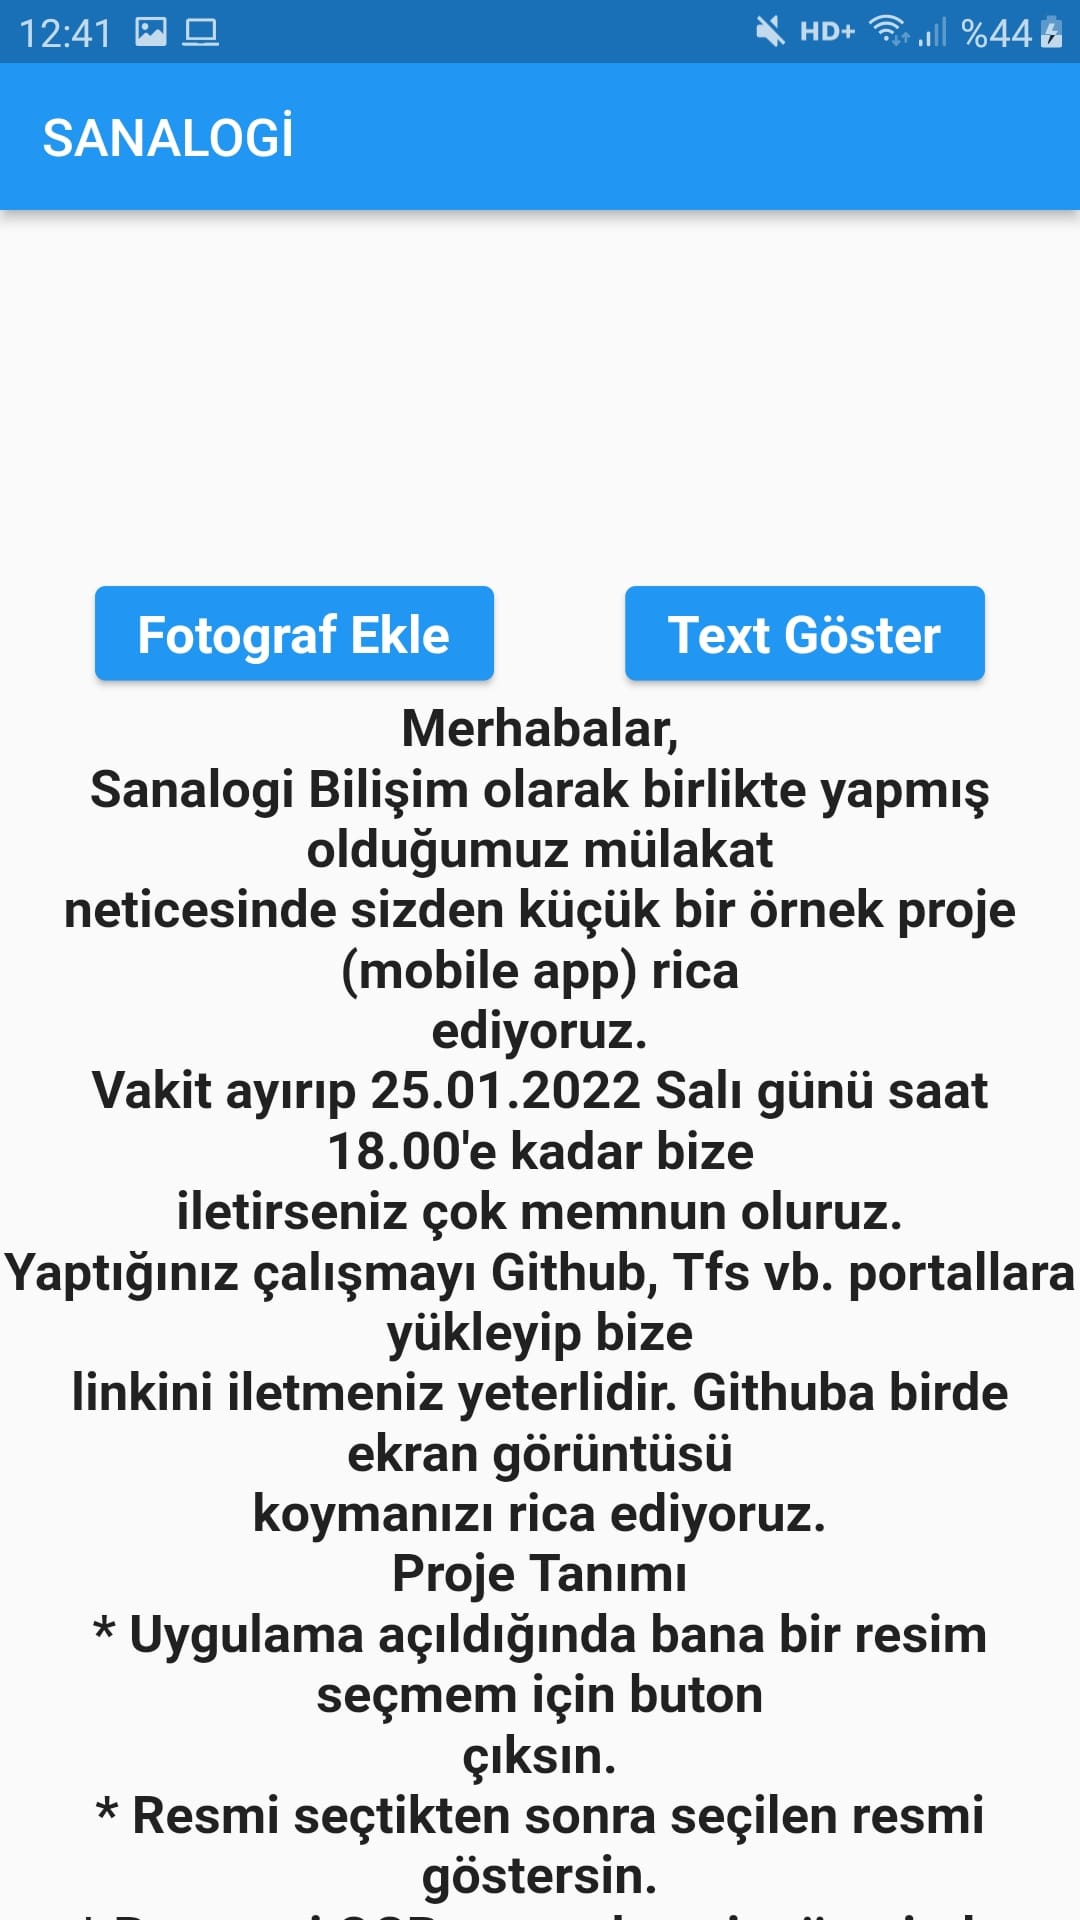 12:41 HD+ %44
SANALOGİ
Fotograf Ekle Text Göster
Merhabalar,
Sanalogi Bilişim olarak birlikte yapmış
olduğumuz mülakat
neticesinde sizden küçük bir örnek proje
(mobile app) rica
ediyoruz.
Vakit ayırıp 25.01.2022 Salı günü saat
18.00'e kadar bize
iletirseniz çok memnun oluruz.
Yaptığınız çalışmayı Github, Tfs vb. portallara
yükleyip bize
linkini iletmeniz yeterlidir. Githuba birde
ekran görüntüsü
koymanızı rica ediyoruz.
Proje Tanımı
* Uygulama açıldığında bana bir resim
seçmem için buton
çıksın.
* Resmi seçtikten sonra seçilen resmi
göstersin.